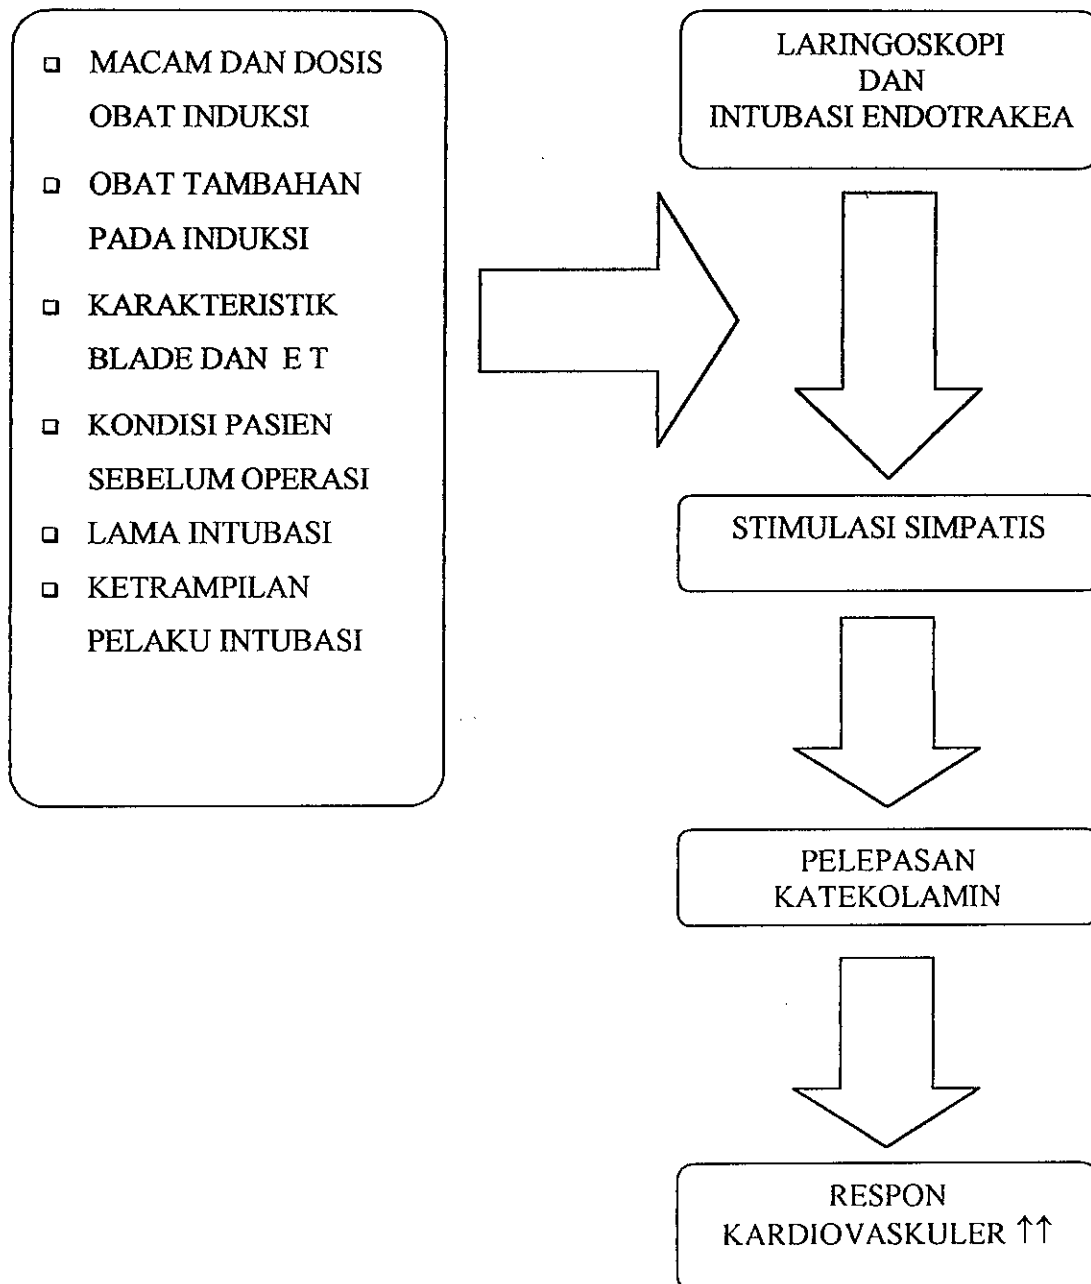 □ MACAM DAN DOSIS
OBAT INDUKSI
□ OBAT TAMBAHAN
PADA INDUKSI
□ KARAKTERISTIK
BLADE DAN E T
□ KONDISI PASIEN
SEBELUM OPERASI
□ LAMA INTUBASI
□ KETRAMPILAN
PELAKU INTUBASI
LARINGOSKOPI
DAN
INTUBASI ENDOTRAKEA
STIMULASI SIMPATIS
PELEPASAN
KATEKOLAMIN
RESPON
KARDIOVASKULER ↑↑